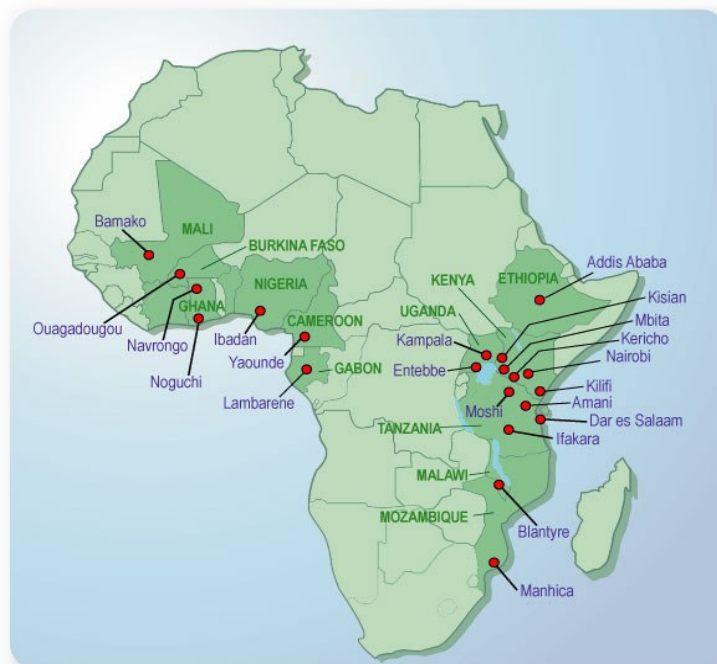 Bamako
MALI
BURKINA FASO
NIGERIA
GHANA
Ouagadougou
Navrongo
Ibadan
CAMEROON
Yaounde
Noguchi
Lambarene
GABON
ETHIOPIA
Addis Ababa
KENYA
Kisian
UGANDA
Mbita
Kampala
Kericho
Entebbe
Nairobi
Kilifi
Moshi
Amani
Dar es Salaam
TANZANIA
Ifakara
MALAWI
MOZAMBIQUE
Blantyre
Manhica